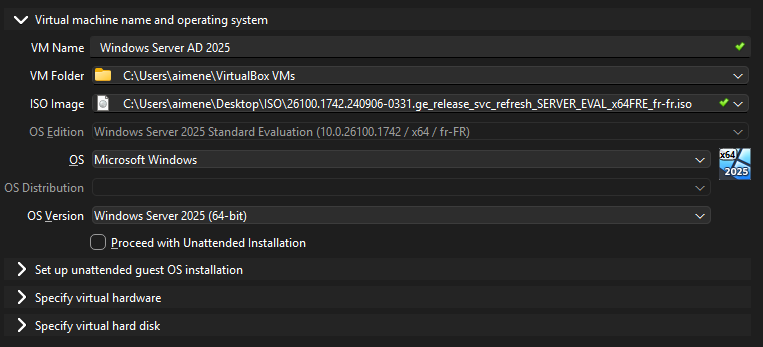 Virtual machine name and operating system
VM Name Windows Server AD 2025
VM Folder C:\Users\aimene\VirtualBox VMs
ISO Image C:\Users\aimene\Desktop\ISO\26100.1742.240906-0331.ge_release_svc_refresh_SERVER_EVAL_x64FRE_fr-fr.iso
OS Edition Windows Server 2025 Standard Evaluation (10.0.26100.1742 / x64 / fr-FR)
OS Microsoft Windows
x64
2025
OS Distribution
OS Version Windows Server 2025 (64-bit)
Proceed with Unattended Installation
Set up unattended guest OS installation
Specify virtual hardware
Specify virtual hard disk